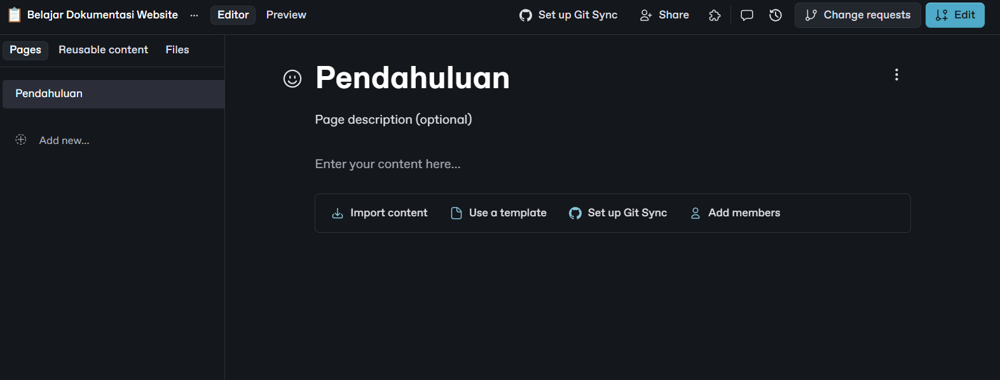 Belajar Dokumentasi Website ... Editor Preview Set up Git Sync Share Change requests Edit
Pages Reusable content Files
Pendahuluan
Add new...
Pendahuluan
Page description (optional)
Enter your content here...
Import content Use a template Set up Git Sync Add members